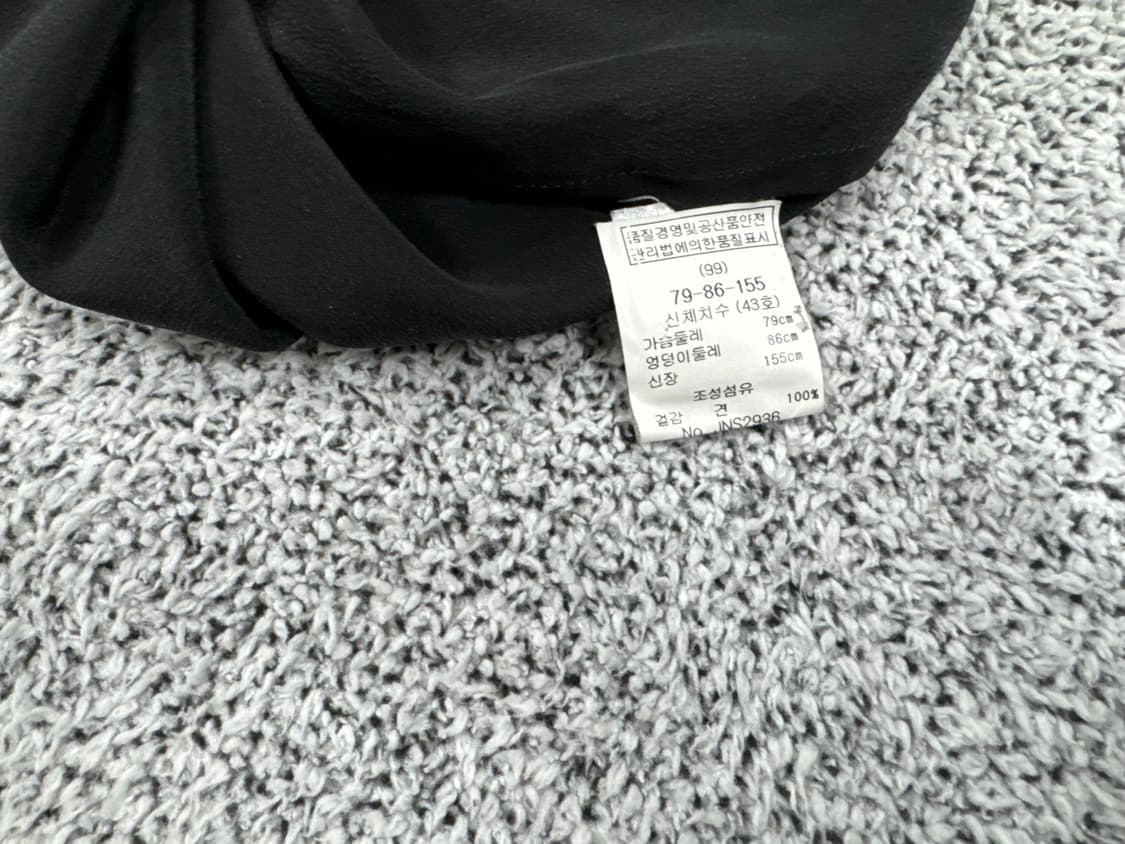 품질경영및공산품안전
관리법에의한품질표시
(99)
79-86-155
신체치수 (43호)
가슴둘레 79cm
엉덩이둘레 86cm
신장 155cm
조성섬유
겉감 견 100%
No. JNS2936